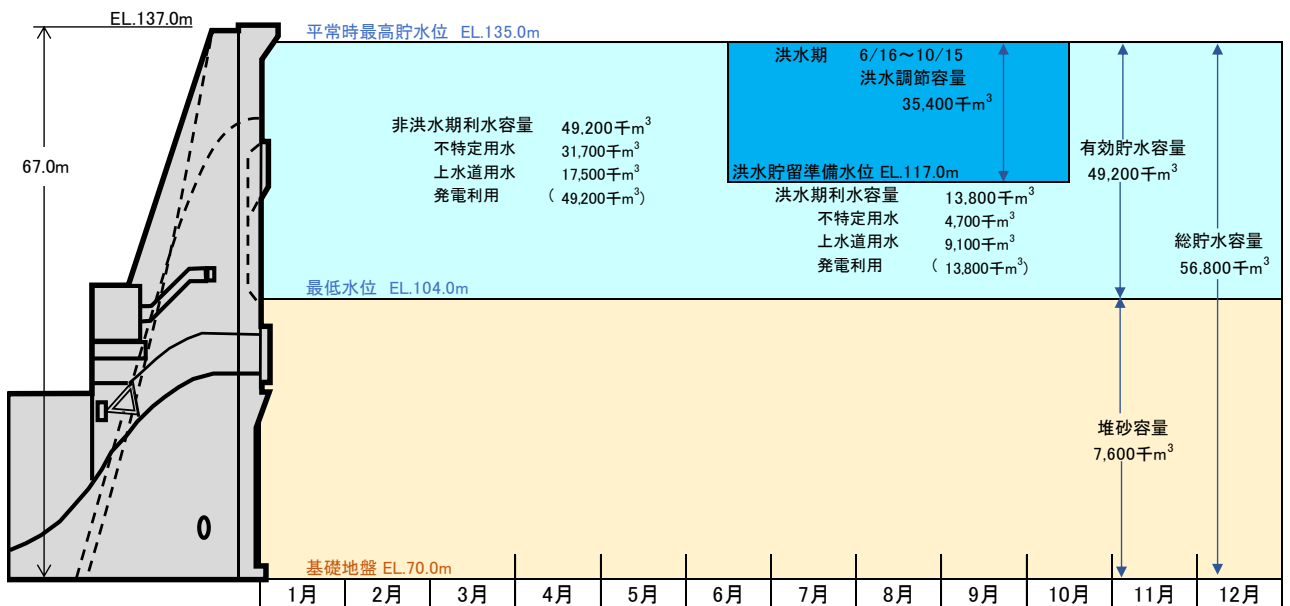 EL.137.0m
平常時最高貯水位 EL.135.0m
67.0m
洪水期 6/16～10/15
洪水調節容量
35,400千m³
非洪水期利水容量 49,200千m³
不特定用水 31,700千m³
上水道用水 17,500千m³
発電利用 ( 49,200千m³)
有効貯水容量
49,200千m³
洪水貯留準備水位 EL.117.0m
洪水期利水容量 13,800千m³
不特定用水 4,700千m³
上水道用水 9,100千m³
発電利用 ( 13,800千m³)
総貯水容量
56,800千m³
最低水位 EL.104.0m
堆砂容量
7,600千m³
基礎地盤 EL.70.0m
1月 2月 3月 4月 5月 6月 7月 8月 9月 10月 11月 12月